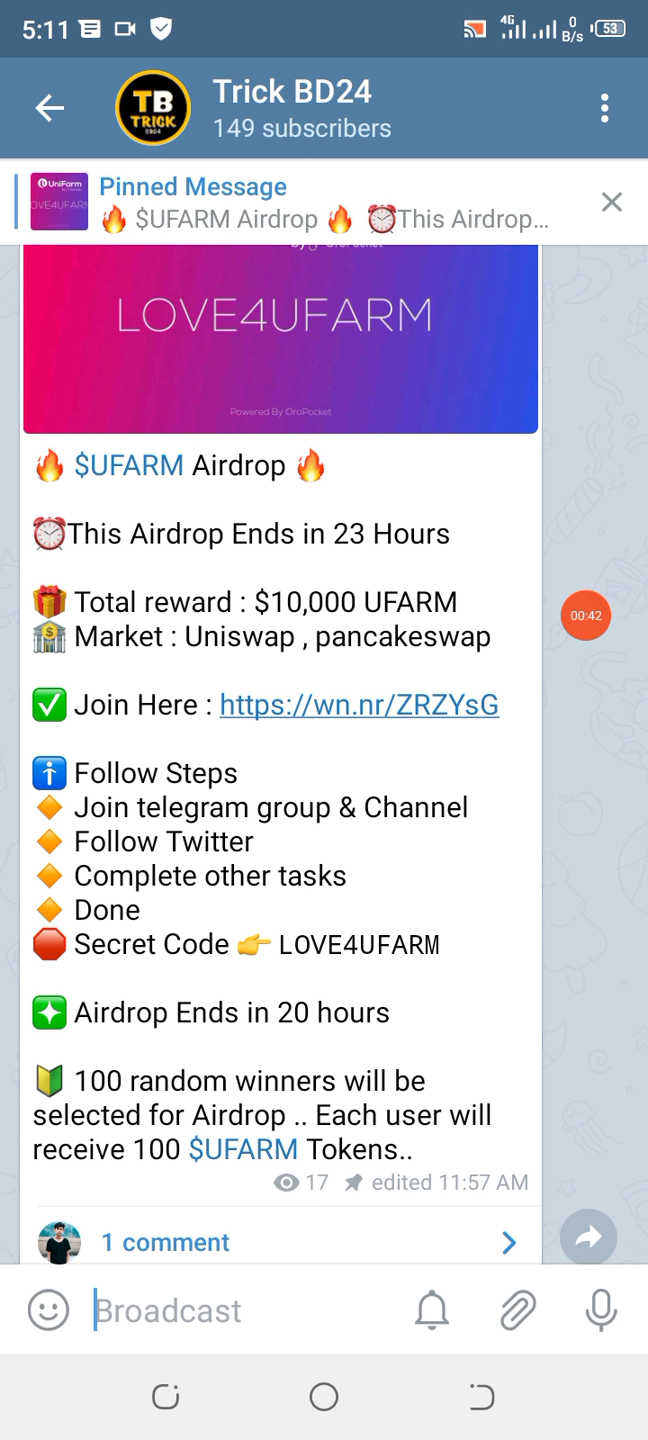 5:11
4G
0
B/s
53
TB
TRICK
Trick BD24
149 subscribers
UniFarm
LOVE4UFARM
Pinned Message
🔥 $UFARM Airdrop 🔥 ⏰This Airdrop...
LOVE4UFARM
Powered By OroPocket
🔥 $UFARM Airdrop 🔥
⏰This Airdrop Ends in 23 Hours
00:42
🎁 Total reward : $10,000 UFARM
🏦 Market : Uniswap , pancakeswap
✅ Join Here : https://wn.nr/ZRZYsG
Follow Steps
🔸 Join telegram group & Channel
🔸 Follow Twitter
🔸 Complete other tasks
🔸 Done
🛑 Secret Code 👉 LOVE4UFARM
Airdrop Ends in 20 hours
🔰 100 random winners will be
selected for Airdrop .. Each user will
receive 100 $UFARM Tokens..
17 edited 11:57 AM
1 comment
Broadcast